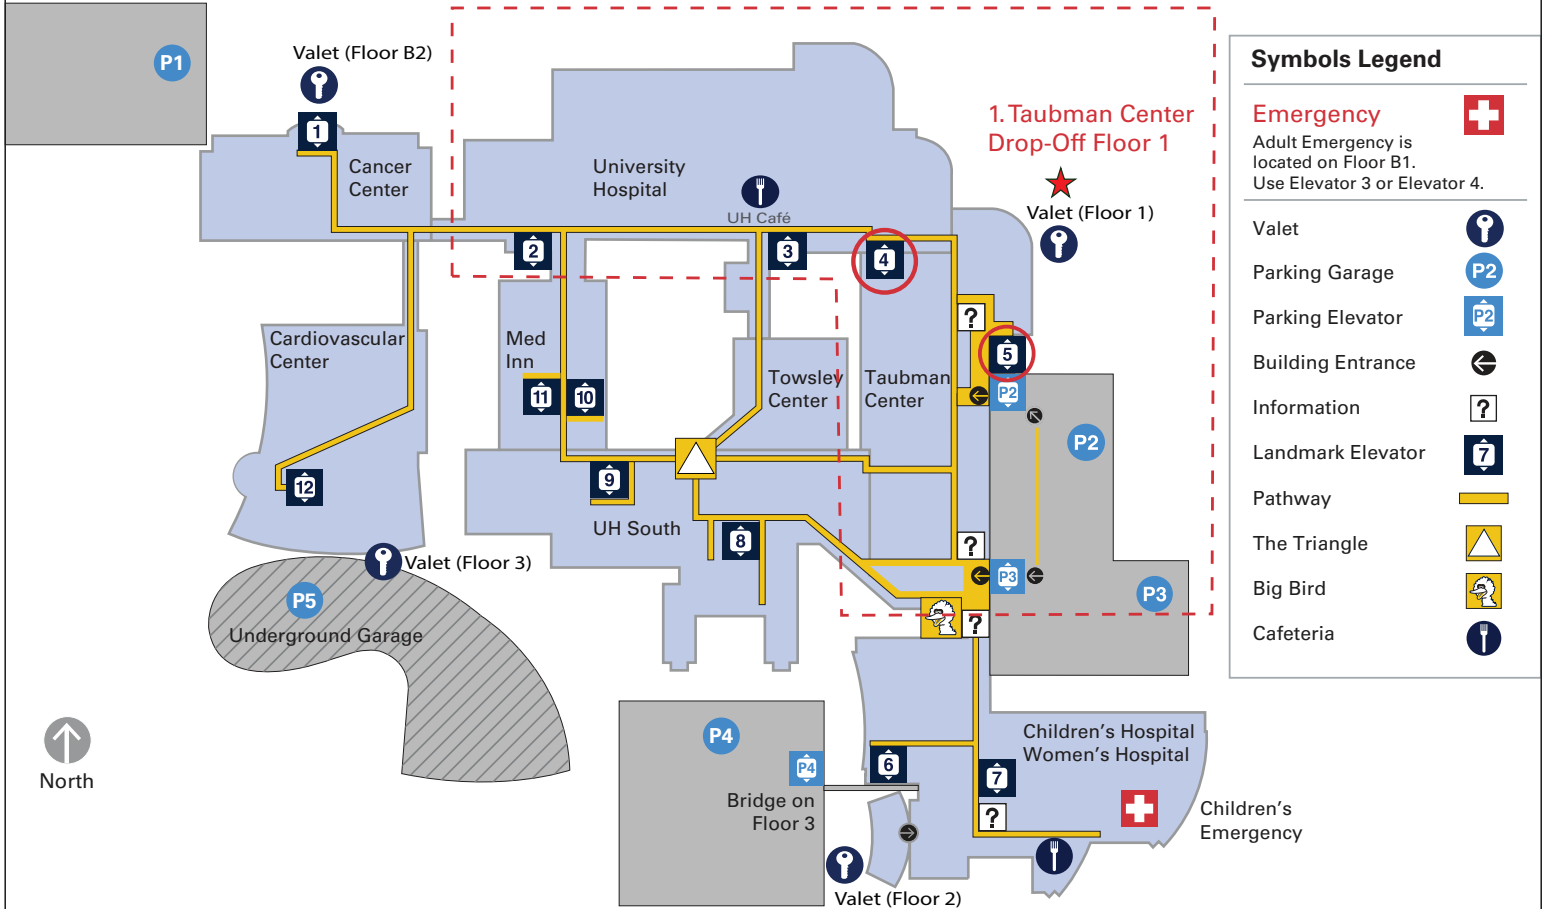 P1
Valet (Floor B2)
1
Cancer
Center
University
Hospital
UH Café
1. Taubman Center
Drop-Off Floor 1
Valet (Floor 1)
2
3
4
?
5
P2
Cardiovascular
Center
Med
Inn
11
10
Towsley
Center
Taubman
Center
P2
12
9
UH South
8
?
P3
P3
?
Valet (Floor 3)
P5
Underground Garage
North
P4
P4
Bridge on
Floor 3
Valet (Floor 2)
6
7
?
Children's Hospital
Women's Hospital
Children's
Emergency
Symbols Legend
Emergency
Adult Emergency is
located on Floor B1.
Use Elevator 3 or Elevator 4.
Valet
Parking Garage
P2
Parking Elevator
P2
Building Entrance
Information
?
Landmark Elevator
7
Pathway
The Triangle
Big Bird
Cafeteria